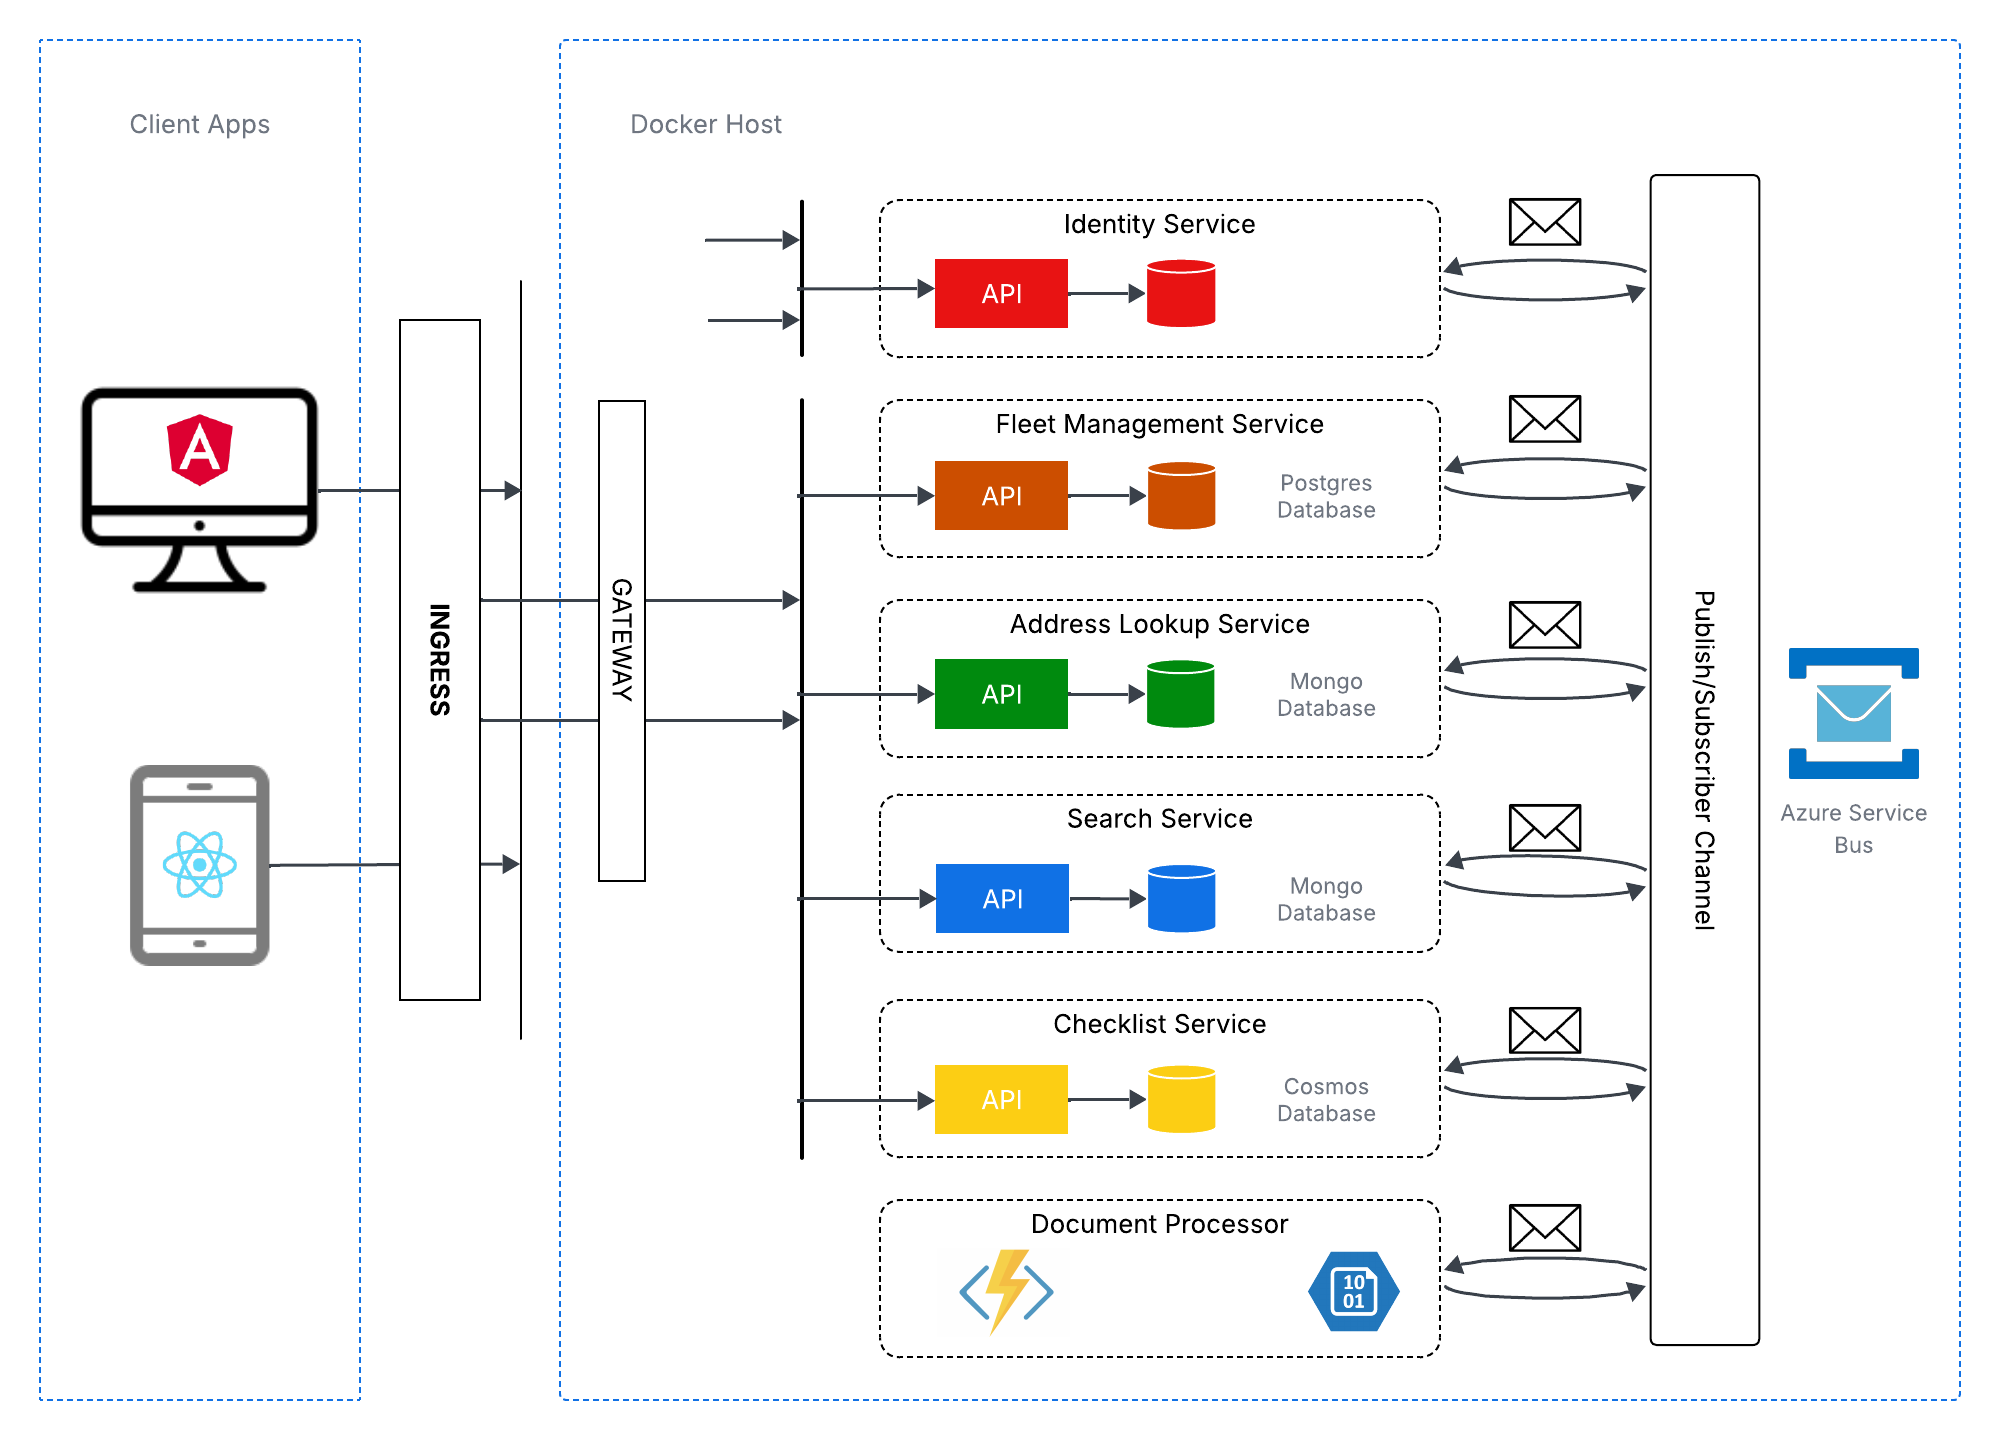 Client Apps
Docker Host
INGRESS
GATEWAY
Identity Service
API
Fleet Management Service
API
Postgres
Database
Address Lookup Service
API
Mongo
Database
Search Service
API
Mongo
Database
Checklist Service
API
Cosmos
Database
Document Processor
10
01
Publish/Subscriber Channel
Azure Service
Bus
A